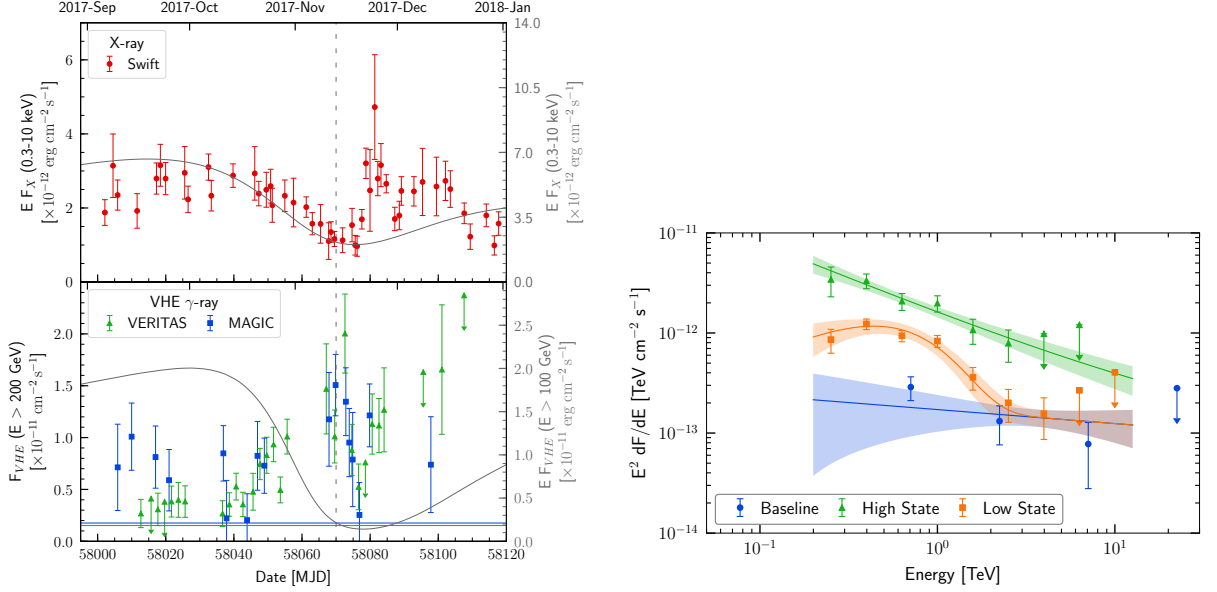 2017-Sep 2017-Oct 2017-Nov 2017-Dec 2018-Jan
X-ray
Swift
E F_X (0.3-10 keV)
[×10⁻¹² erg cm⁻² s⁻¹]
0 2 4 6
E F_X (0.3-10 keV)
[×10⁻¹² erg cm⁻² s⁻¹]
0.0 3.5 7.0 10.5 14.0
VHE γ-ray
VERITAS MAGIC
F_VHE (E > 200 GeV)
[×10⁻¹¹ cm⁻² s⁻¹]
0.0 0.5 1.0 1.5 2.0
E F_VHE (E > 100 GeV)
[×10⁻¹¹ erg cm⁻² s⁻¹]
0.0 0.5 1.0 1.5 2.0 2.5
58000 58020 58040 58060 58080 58100 58120
Date [MJD]
E² dF/dE [TeV cm⁻² s⁻¹]
10⁻¹¹
10⁻¹²
10⁻¹³
10⁻¹⁴
Baseline High State Low State
10⁻¹ 10⁰ 10¹
Energy [TeV]